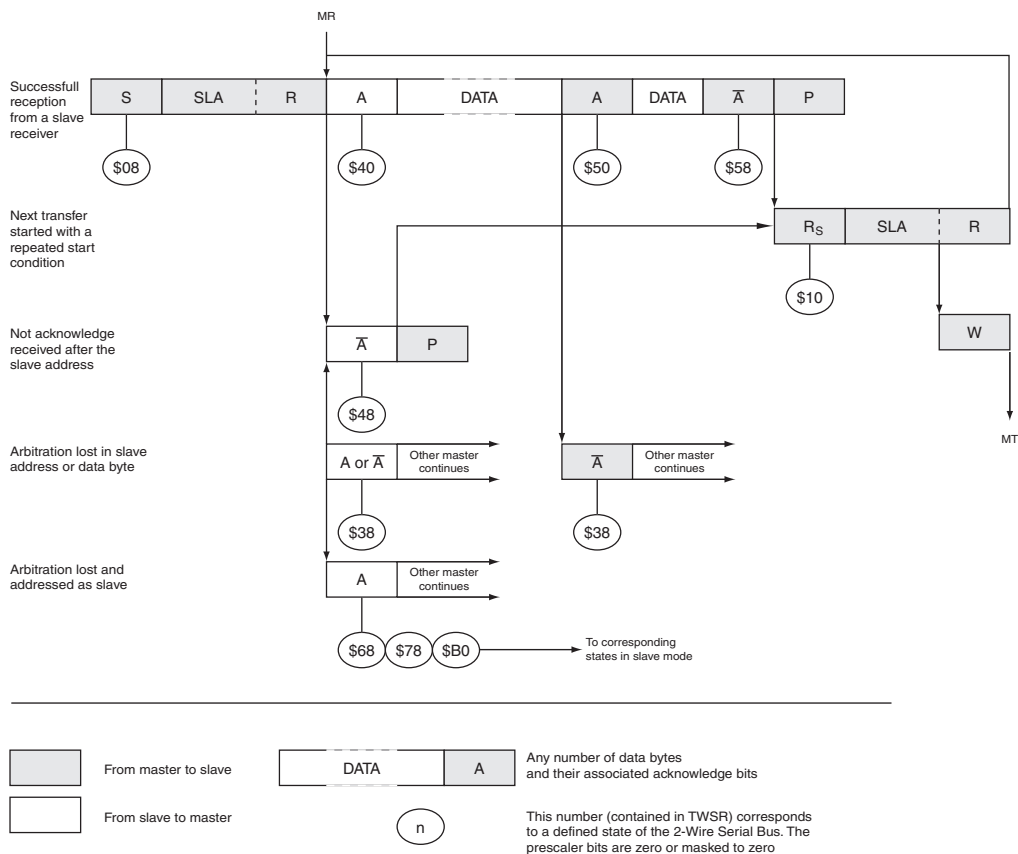 MR
Successfull
reception
from a slave
receiver
S SLA R A DATA A DATA A̅ P
$08 $40 $50 $58
Next transfer
started with a
repeated start
condition
RS SLA R
$10
Not acknowledge
received after the
slave address
A̅ P
W
$48
MT
Arbitration lost in slave
address or data byte
A or A̅ Other master
continues
A̅ Other master
continues
$38 $38
Arbitration lost and
addressed as slave
A Other master
continues
$68 $78 $B0 To corresponding
states in slave mode
From master to slave
DATA A Any number of data bytes
and their associated acknowledge bits
From slave to master
n This number (contained in TWSR) corresponds
to a defined state of the 2-Wire Serial Bus. The
prescaler bits are zero or masked to zero